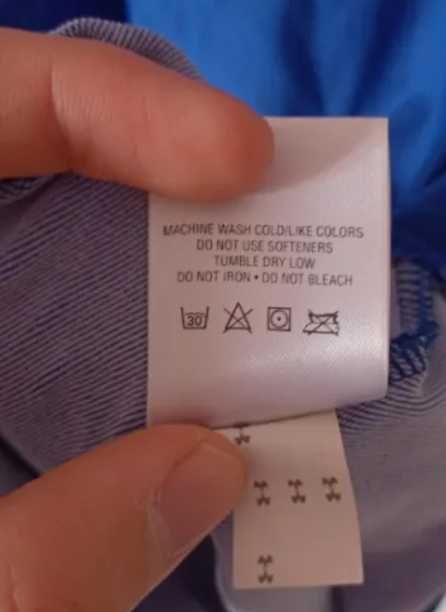 MACHINE WASH COLD/LIKE COLORS
DO NOT USE SOFTENERS
TUMBLE DRY LOW
DO NOT IRON • DO NOT BLEACH
30